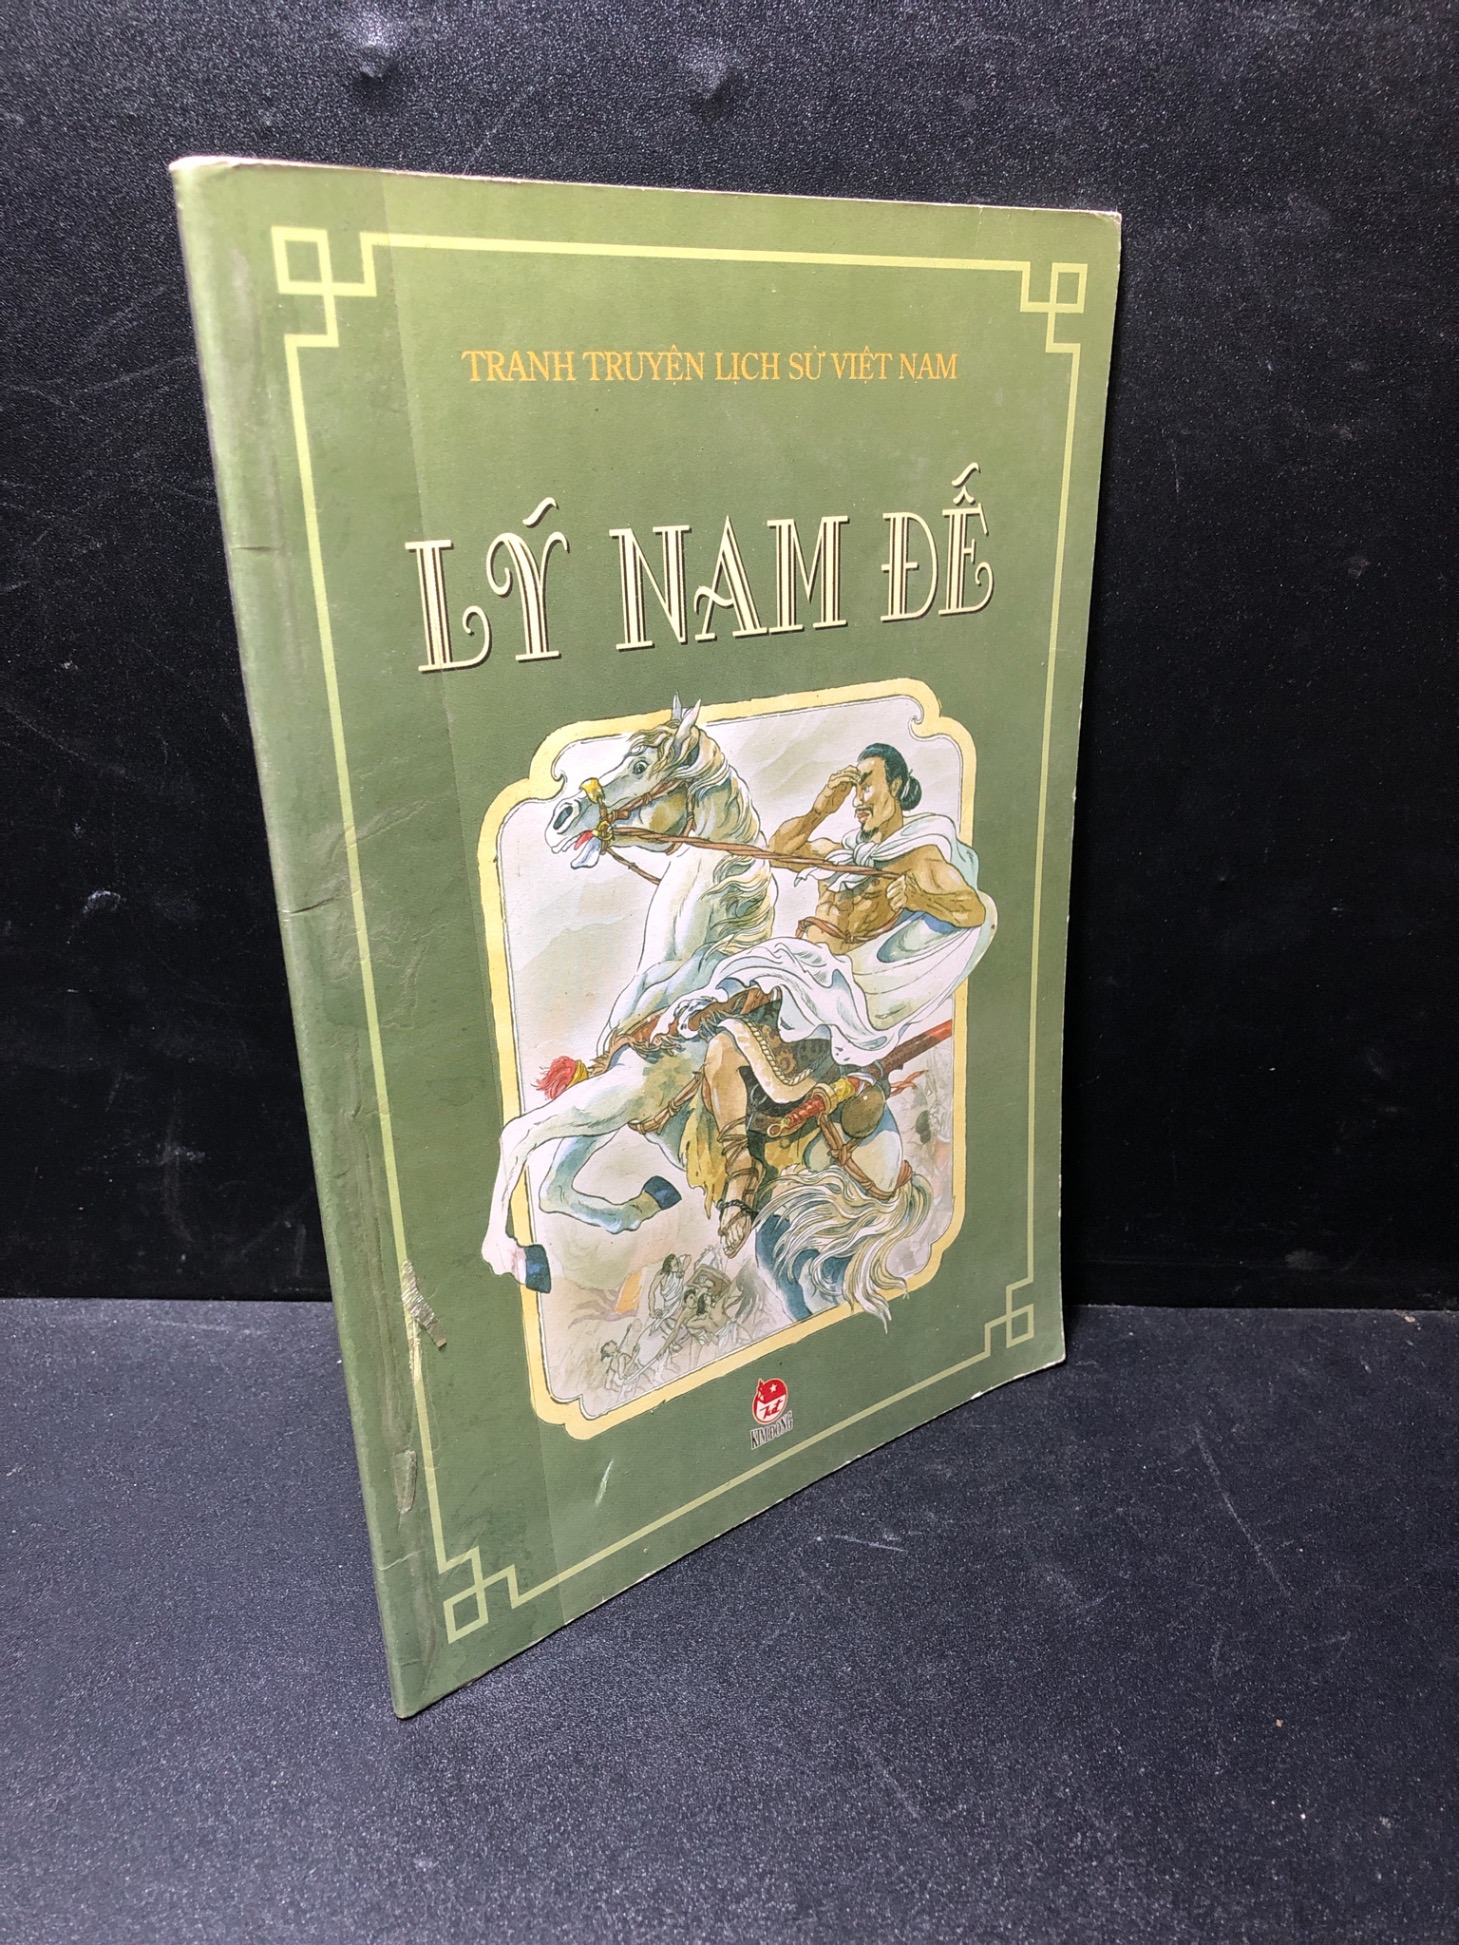 TRANH TRUYỆN LỊCH SỬ VIỆT NAM
LÝ NAM ĐẾ
KIM ĐỒNG